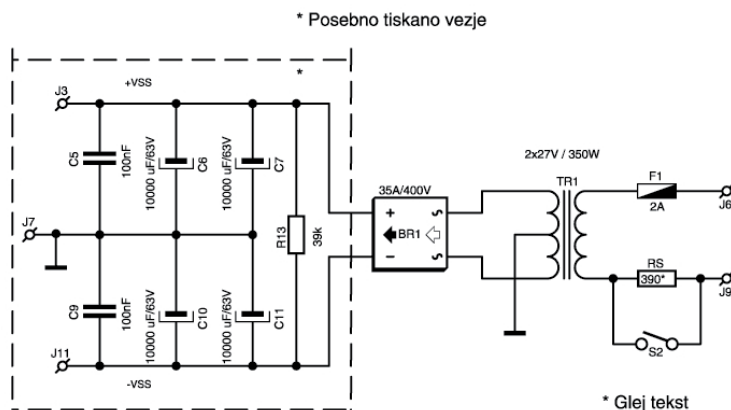 * Posebno tiskano vezje
*
J3
+VSS
C5
100nF
10000 uF/63V
C6
10000 uF/63V
C7
J7
R13
39k
C9
100nF
10000 uF/63V
C10
10000 uF/63V
C11
J11
-VSS
35A/400V
+
BR1
-
2x27V / 350W
TR1
F1
2A
J6
RS
390*
J9
S2
* Glej tekst